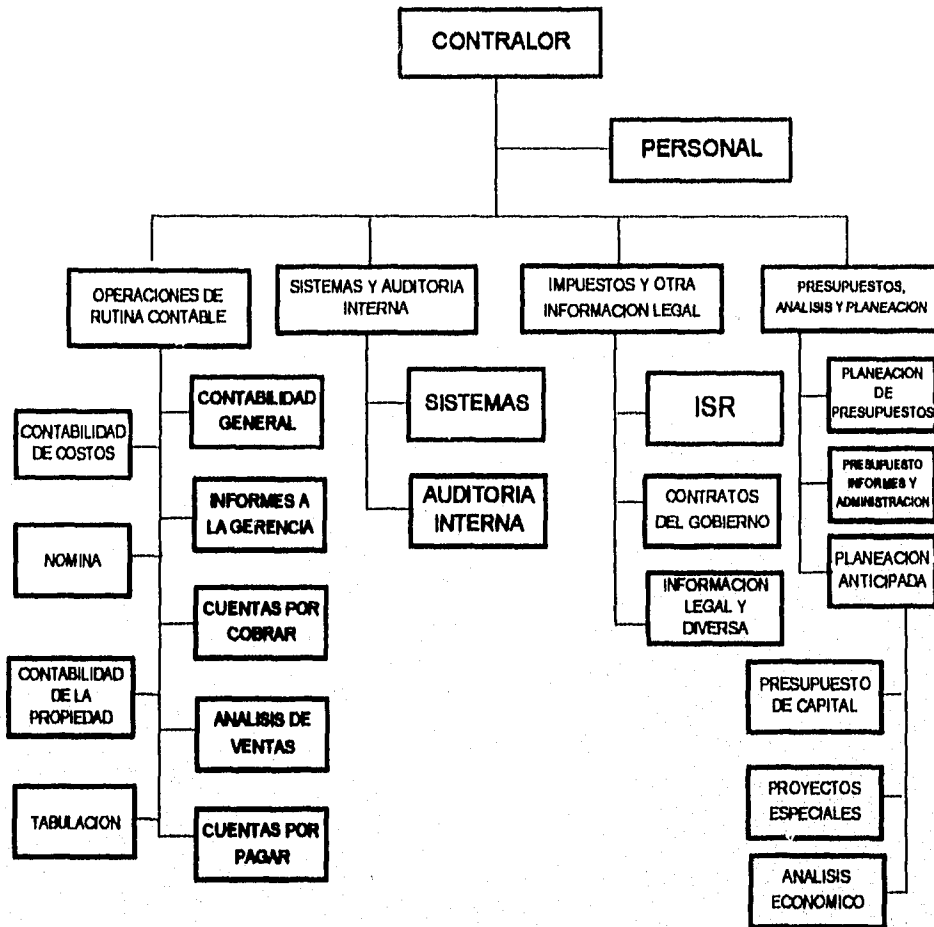 CONTRALOR
PERSONAL
OPERACIONES DE
RUTINA CONTABLE
SISTEMAS Y AUDITORIA
INTERNA
IMPUESTOS Y OTRA
INFORMACION LEGAL
PRESUPUESTOS,
ANALISIS Y PLANEACION
CONTABILIDAD
GENERAL
CONTABILIDAD
DE COSTOS
INFORMES A
LA GERENCIA
NOMINA
CUENTAS POR
COBRAR
CONTABILIDAD
DE LA
PROPIEDAD
ANALISIS DE
VENTAS
TABULACION
CUENTAS POR
PAGAR
SISTEMAS
AUDITORIA
INTERNA
ISR
CONTRATOS
DEL GOBIERNO
INFORMACION
LEGAL Y
DIVERSA
PLANEACION
DE
PRESUPUESTOS
PRESUPUESTO
INFORMES Y
ADMINISTRACION
PLANEACION
ANTICIPADA
PRESUPUESTO
DE CAPITAL
PROYECTOS
ESPECIALES
ANALISIS
ECONOMICO